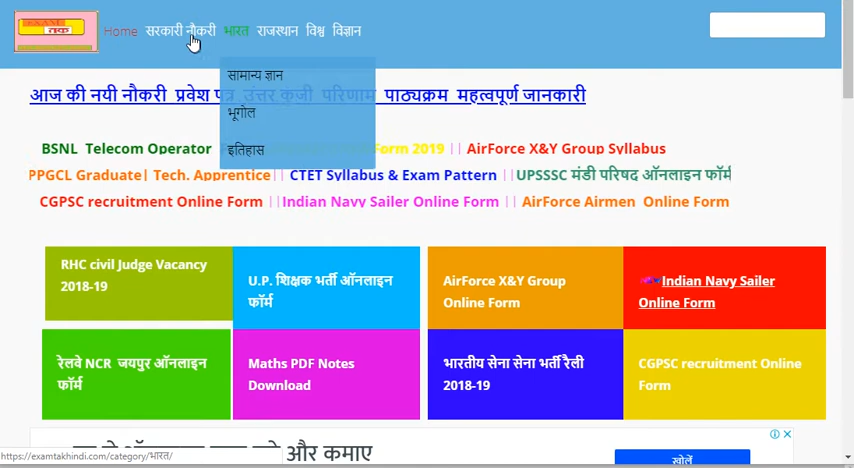 तक Home सरकारी नौकरी भारत राजस्थान विश्व विज्ञान
सामान्य ज्ञान
भूगोल
इतिहास
आज की नयी नौकरी प्रवेश पत्र उत्तर कुजी परिणाम पाठ्यक्रम महत्वपूर्ण जानकारी
BSNL Telecom Operator Form 2019 || AirForce X&Y Group Syllabus
PPGCL Graduate| Tech. Apprentice|| CTET Syllabus & Exam Pattern ||UPSSSC मंडी परिषद ऑनलाइन फॉर्म
CGPSC recruitment Online Form ||Indian Navy Sailer Online Form || AirForce Airmen Online Form
RHC civil Judge Vacancy
2018-19
U.P. शिक्षक भर्ती ऑनलाइन
फॉर्म
AirForce X&Y Group
Online Form
Indian Navy Sailer
Online Form
रेलवे NCR जयपुर ऑनलाइन
फॉर्म
Maths PDF Notes
Download
भारतीय सेना सेना भर्ती रैली
2018-19
CGPSC recruitment Online
Form
और कमाए
खोलें
https://examtakhindi.com/category/भारत/